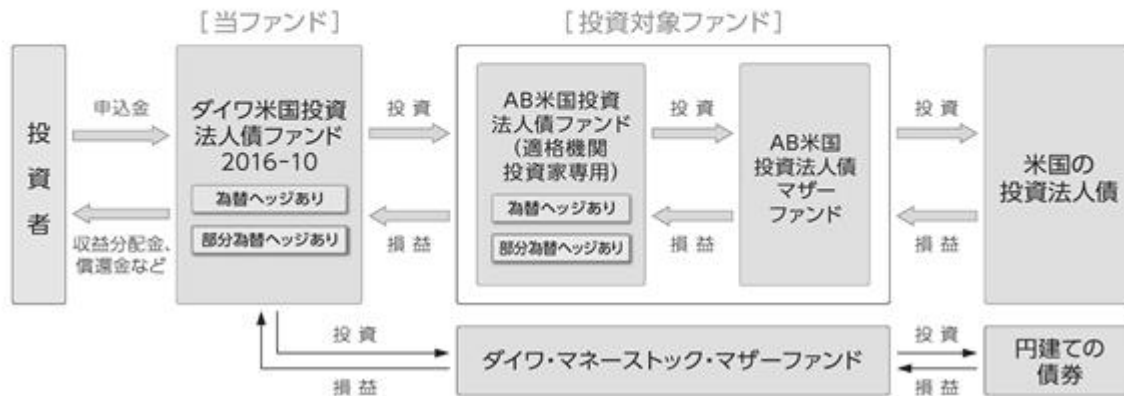 [当ファンド]
[投資対象ファンド]
投資者
申込金
収益分配金、
償還金など
ダイワ米国投資
法人債ファンド
2016-10
為替ヘッジあり
部分為替ヘッジあり
投資
損益
AB米国投資
法人債ファンド
(適格機関
投資家専用)
為替ヘッジあり
部分為替ヘッジあり
投資
損益
AB米国
投資法人債
マザー
ファンド
投資
損益
米国の
投資法人債
投資
損益
ダイワ・マネーストック・マザーファンド
投資
損益
円建ての
債券